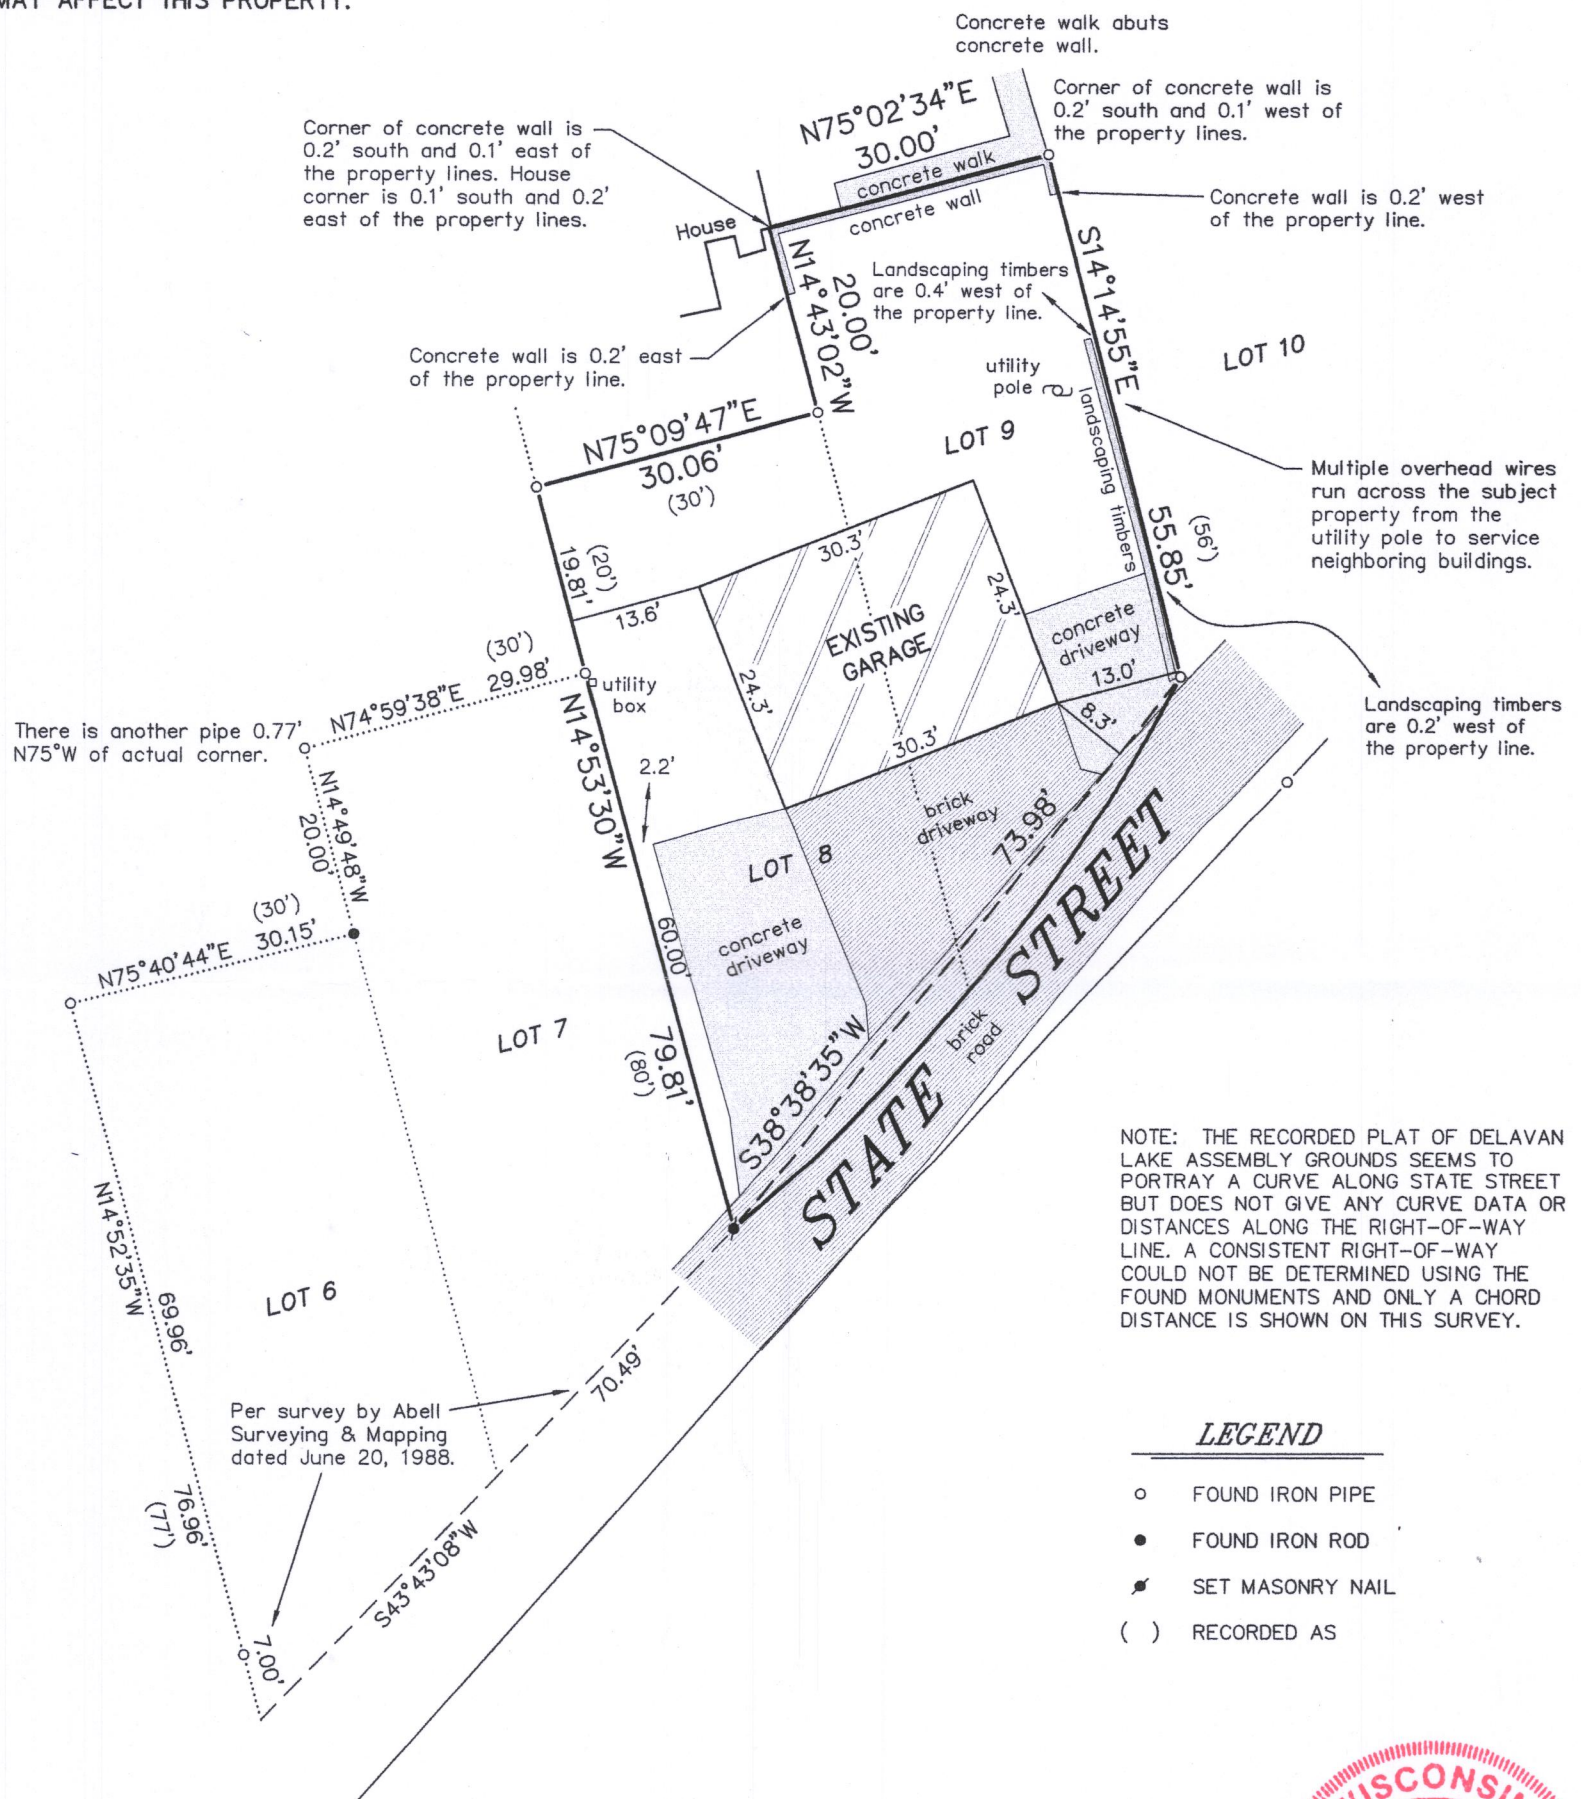 MAY AFFECT THIS PROPERTY.
Concrete walk abuts
concrete wall.
Corner of concrete wall is
0.2' south and 0.1' west of
the property lines.
N75°02'34"E
30.00'
Corner of concrete wall is
0.2' south and 0.1' east of
the property lines. House
corner is 0.1' south and 0.2'
east of the property lines.
concrete walk
concrete wall
Concrete wall is 0.2' west
of the property line.
House
N14°43'02"W
20.00'
S14°14'55"E
Landscaping timbers
are 0.4' west of
the property line.
LOT 10
Concrete wall is 0.2' east
of the property line.
utility
pole
landscaping timbers
N75°09'47"E
30.06'
(30')
LOT 9
Multiple overhead wires
run across the subject
property from the
utility pole to service
neighboring buildings.
55.85'
(56')
19.81'
(20')
30.3'
24.3'
13.6'
EXISTING
GARAGE
concrete
driveway
13.0'
(30')
29.98'
N74°59'38"E
utility
box
24.3'
8.3'
Landscaping timbers
are 0.2' west of
the property line.
There is another pipe 0.77'
N75°W of actual corner.
N14°53'30"W
30.3'
2.2'
N14°49'48"W
20.00'
brick
driveway
73.98'
LOT 8
(30')
30.15'
N75°40'44"E
60.00'
concrete
driveway
LOT 7
79.81'
(80')
S38°38'35"W
STATE STREET
brick
road
NOTE: THE RECORDED PLAT OF DELAVAN
LAKE ASSEMBLY GROUNDS SEEMS TO
PORTRAY A CURVE ALONG STATE STREET
BUT DOES NOT GIVE ANY CURVE DATA OR
DISTANCES ALONG THE RIGHT-OF-WAY
LINE. A CONSISTENT RIGHT-OF-WAY
COULD NOT BE DETERMINED USING THE
FOUND MONUMENTS AND ONLY A CHORD
DISTANCE IS SHOWN ON THIS SURVEY.
N14°52'35"W
69.96'
LOT 6
70.49'
Per survey by Abell
Surveying & Mapping
dated June 20, 1988.
76.96'
(77')
S43°43'08"W
7.00'
LEGEND
FOUND IRON PIPE
FOUND IRON ROD
SET MASONRY NAIL
( ) RECORDED AS
WISCONSIN